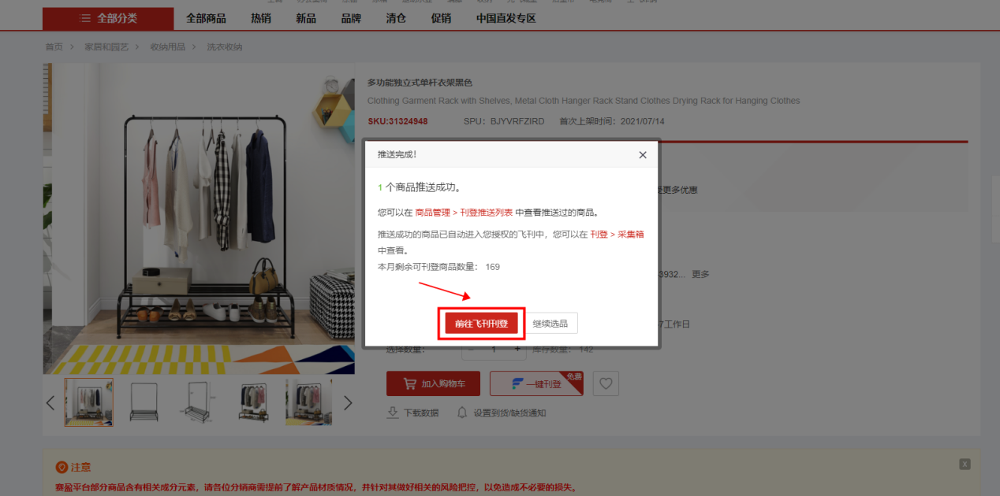 全部分类 全部商品 热销 新品 品牌 清仓 促销 中国直发专区
首页 > 家居和园艺 > 收纳用品 > 洗衣收纳
多功能独立式单杆衣架黑色
Clothing Garment Rack with Shelves, Metal Cloth Hanger Rack Stand Clothes Drying Rack for Hanging Clothes
SKU:31324948 SPU: BJYVRFZIRD 首次上架时间: 2021/07/14
推送完成!
1 个商品推送成功。
更多优惠
您可以在 商品管理 > 刊登推送列表 中查看推送过的商品。
推送成功的商品已自动进入您授权的飞刊中, 您可以在 刊登 > 采集箱
中查看。
本月剩余可刊登商品数量: 169
3932... 更多
前往飞刊刊登 继续选品
7工作日
选择数量: − 1 + 库存数量: 142
加入购物车 一键刊登 免费
下载数据 设置到货/缺货通知
注意 X
赛盈平台部分商品含有相关成分元素，请各位分销商需提前了解产品材质情况，并针对其做好相关的风险把控，以免造成不必要的损失。